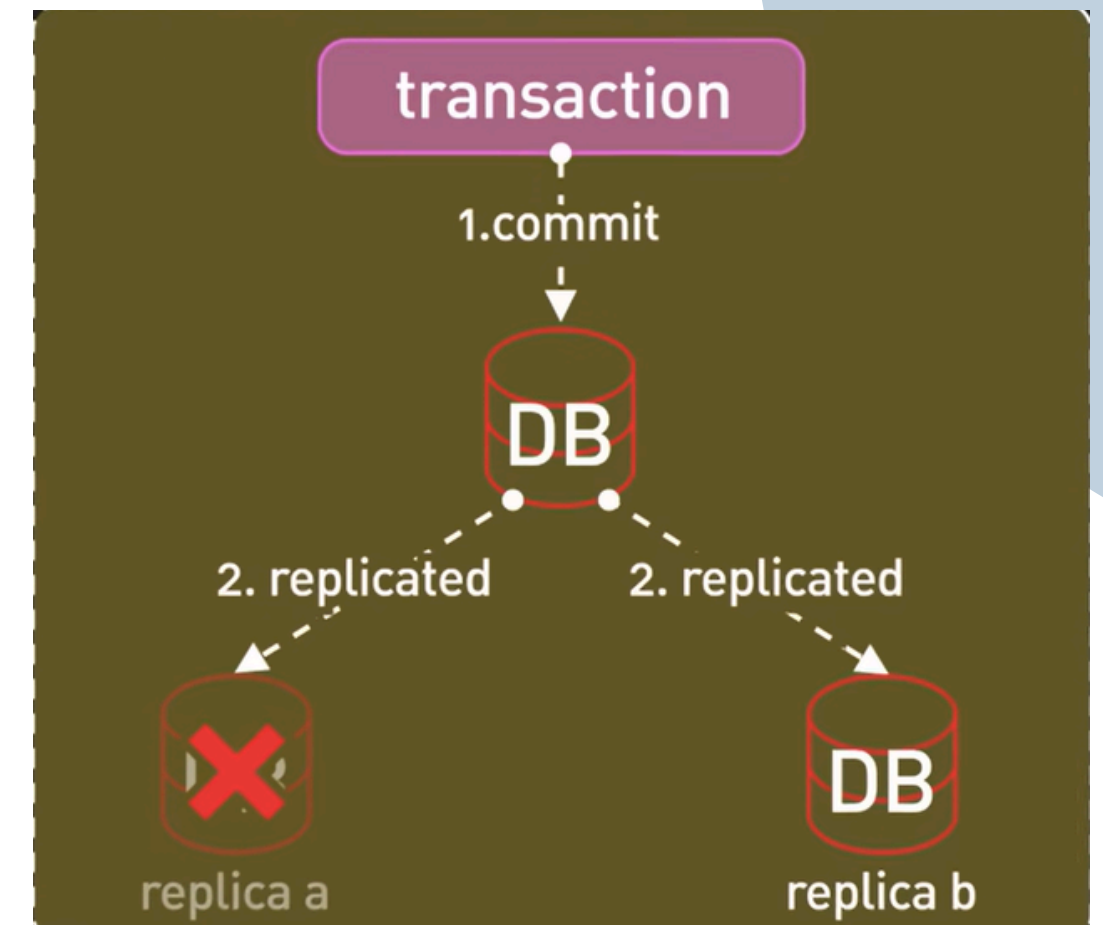 transaction
1.commit
DB
2. replicated
2. replicated
DB
replica a
replica b